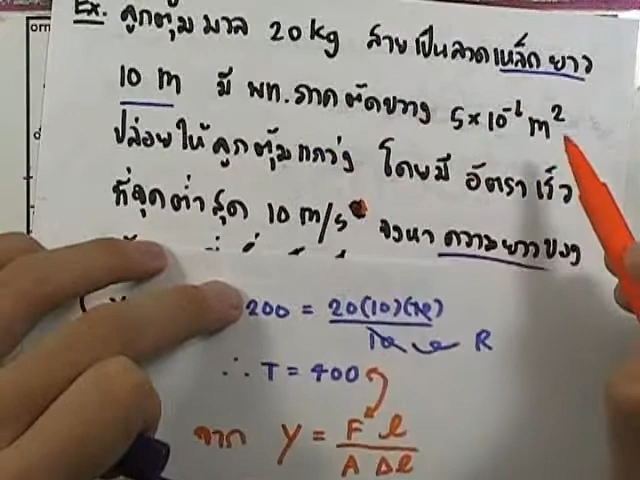 Ex. ลูกตุ้มมวล 20 kg สายเป็นลวดเหล็กยาว
10 m มี พท.ภาคตัดขวาง 5×10⁻⁶ m²
ปล่อยให้ลูกตุ้มแกว่ง โดยมี อัตราเร็ว
ที่จุดต่ำสุด 10 m/s จงหา ความยาวของ
200 = 20(10)(10)
10 R
∴ T = 400
จาก Y = F l
A Δl